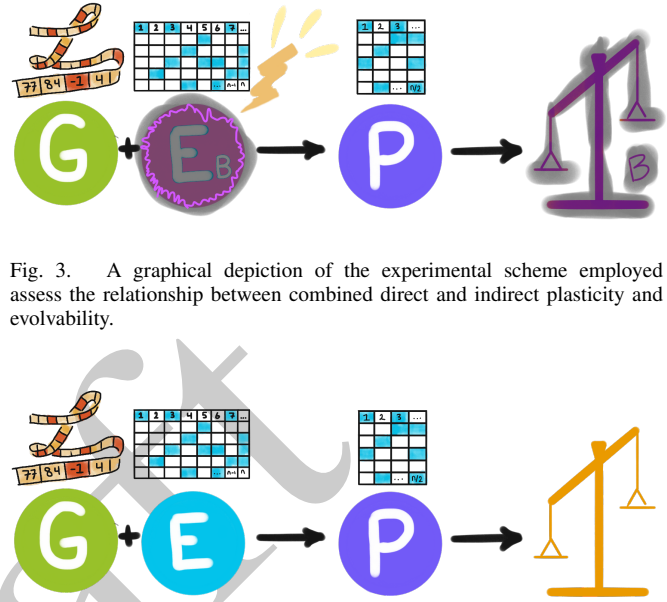 1 2 3 4 5 6 7 ...
1 2 3 ...
... n-1 n
... n/2
77 84 -1 41
G + E B P B
Fig. 3. A graphical depiction of the experimental scheme employed
assess the relationship between combined direct and indirect plasticity and
evolvability.
1 2 3 4 5 6 7 ...
1 2 3 ...
... n-1 n
... n/2
77 84 -1 41
G + E P